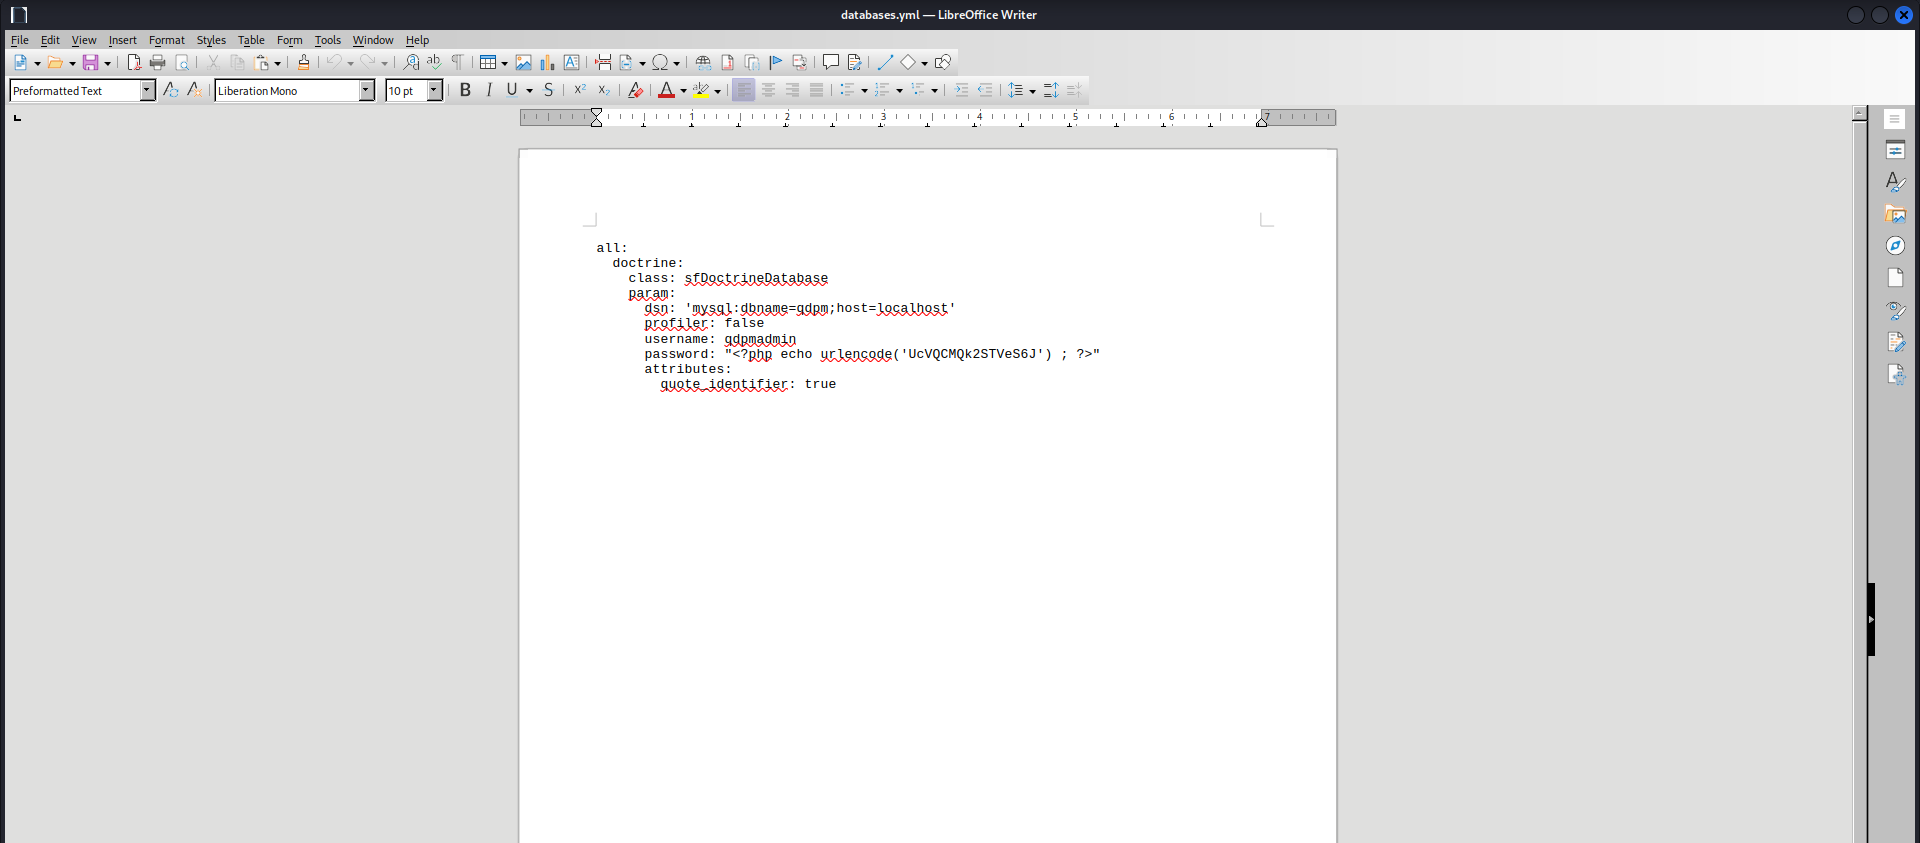 databases.yml — LibreOffice Writer
File Edit View Insert Format Styles Table Form Tools Window Help
Preformatted Text Liberation Mono 10 pt
1 2 3 4 5 6 7
all:
  doctrine:
    class: sfDoctrineDatabase
    param:
      dsn: 'mysql:dbname=qdpm;host=localhost'
      profiler: false
      username: qdpmadmin
      password: "<?php echo urlencode('UcVQCMQk2STVeS6J') ; ?>"
      attributes:
        quote_identifier: true